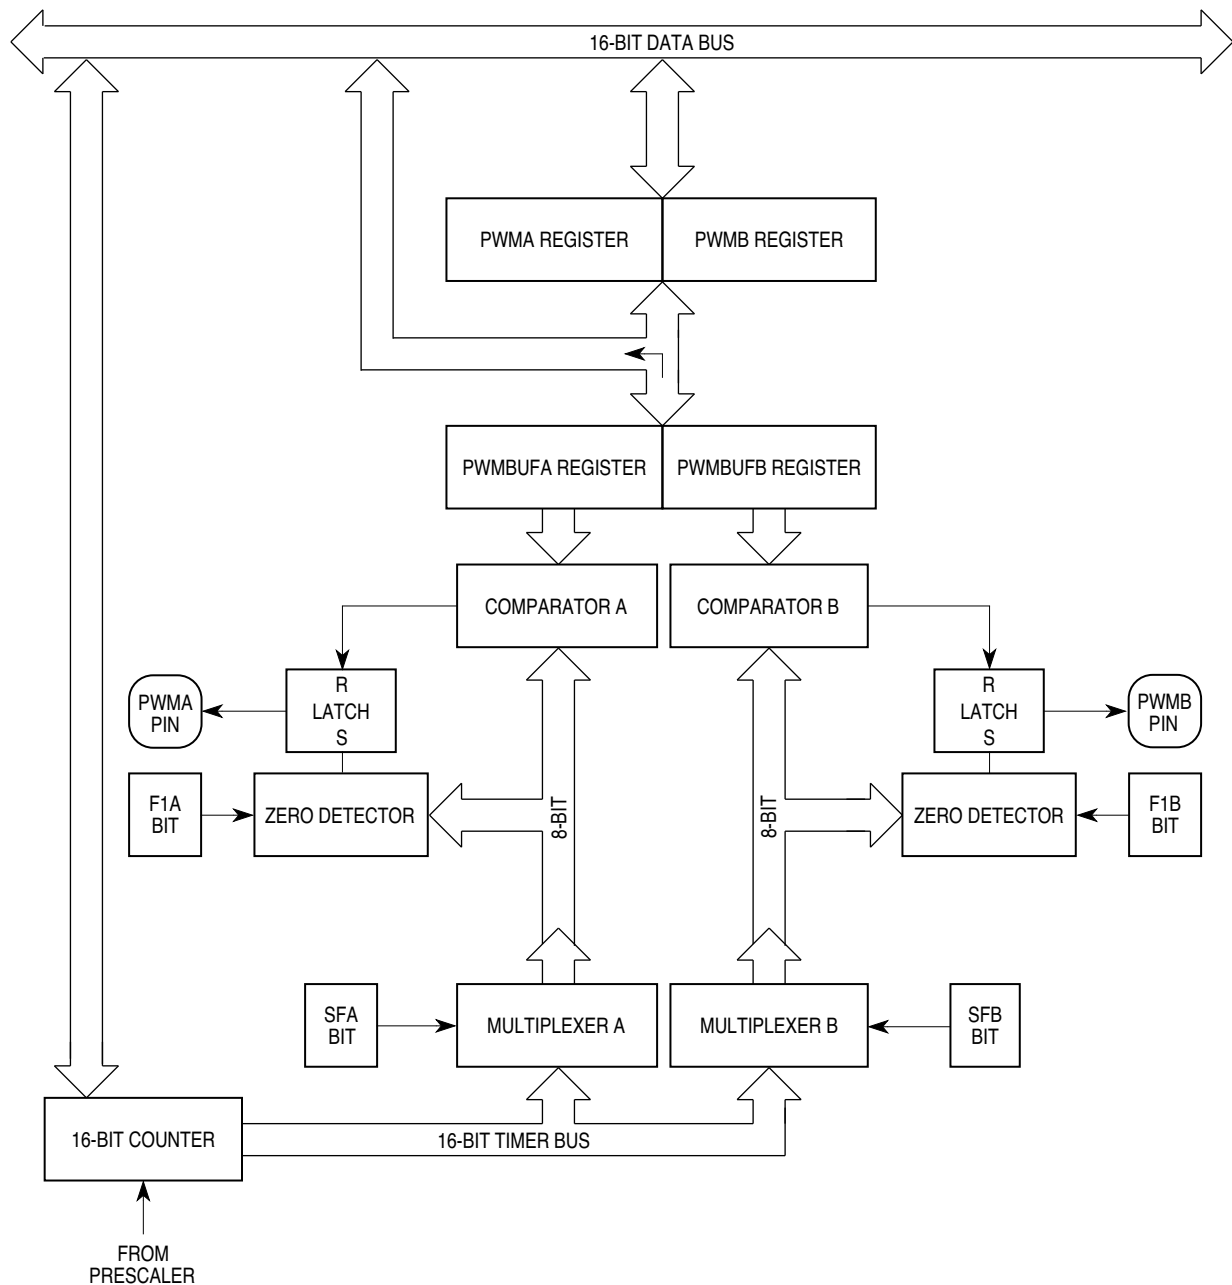 16-BIT DATA BUS
PWMA REGISTER
PWMB REGISTER
PWMBUFA REGISTER
PWMBUFB REGISTER
COMPARATOR A
COMPARATOR B
PWMA
PIN
R
LATCH
S
R
LATCH
S
PWMB
PIN
F1A
BIT
ZERO DETECTOR
8-BIT
8-BIT
ZERO DETECTOR
F1B
BIT
SFA
BIT
MULTIPLEXER A
MULTIPLEXER B
SFB
BIT
16-BIT COUNTER
16-BIT TIMER BUS
FROM
PRESCALER